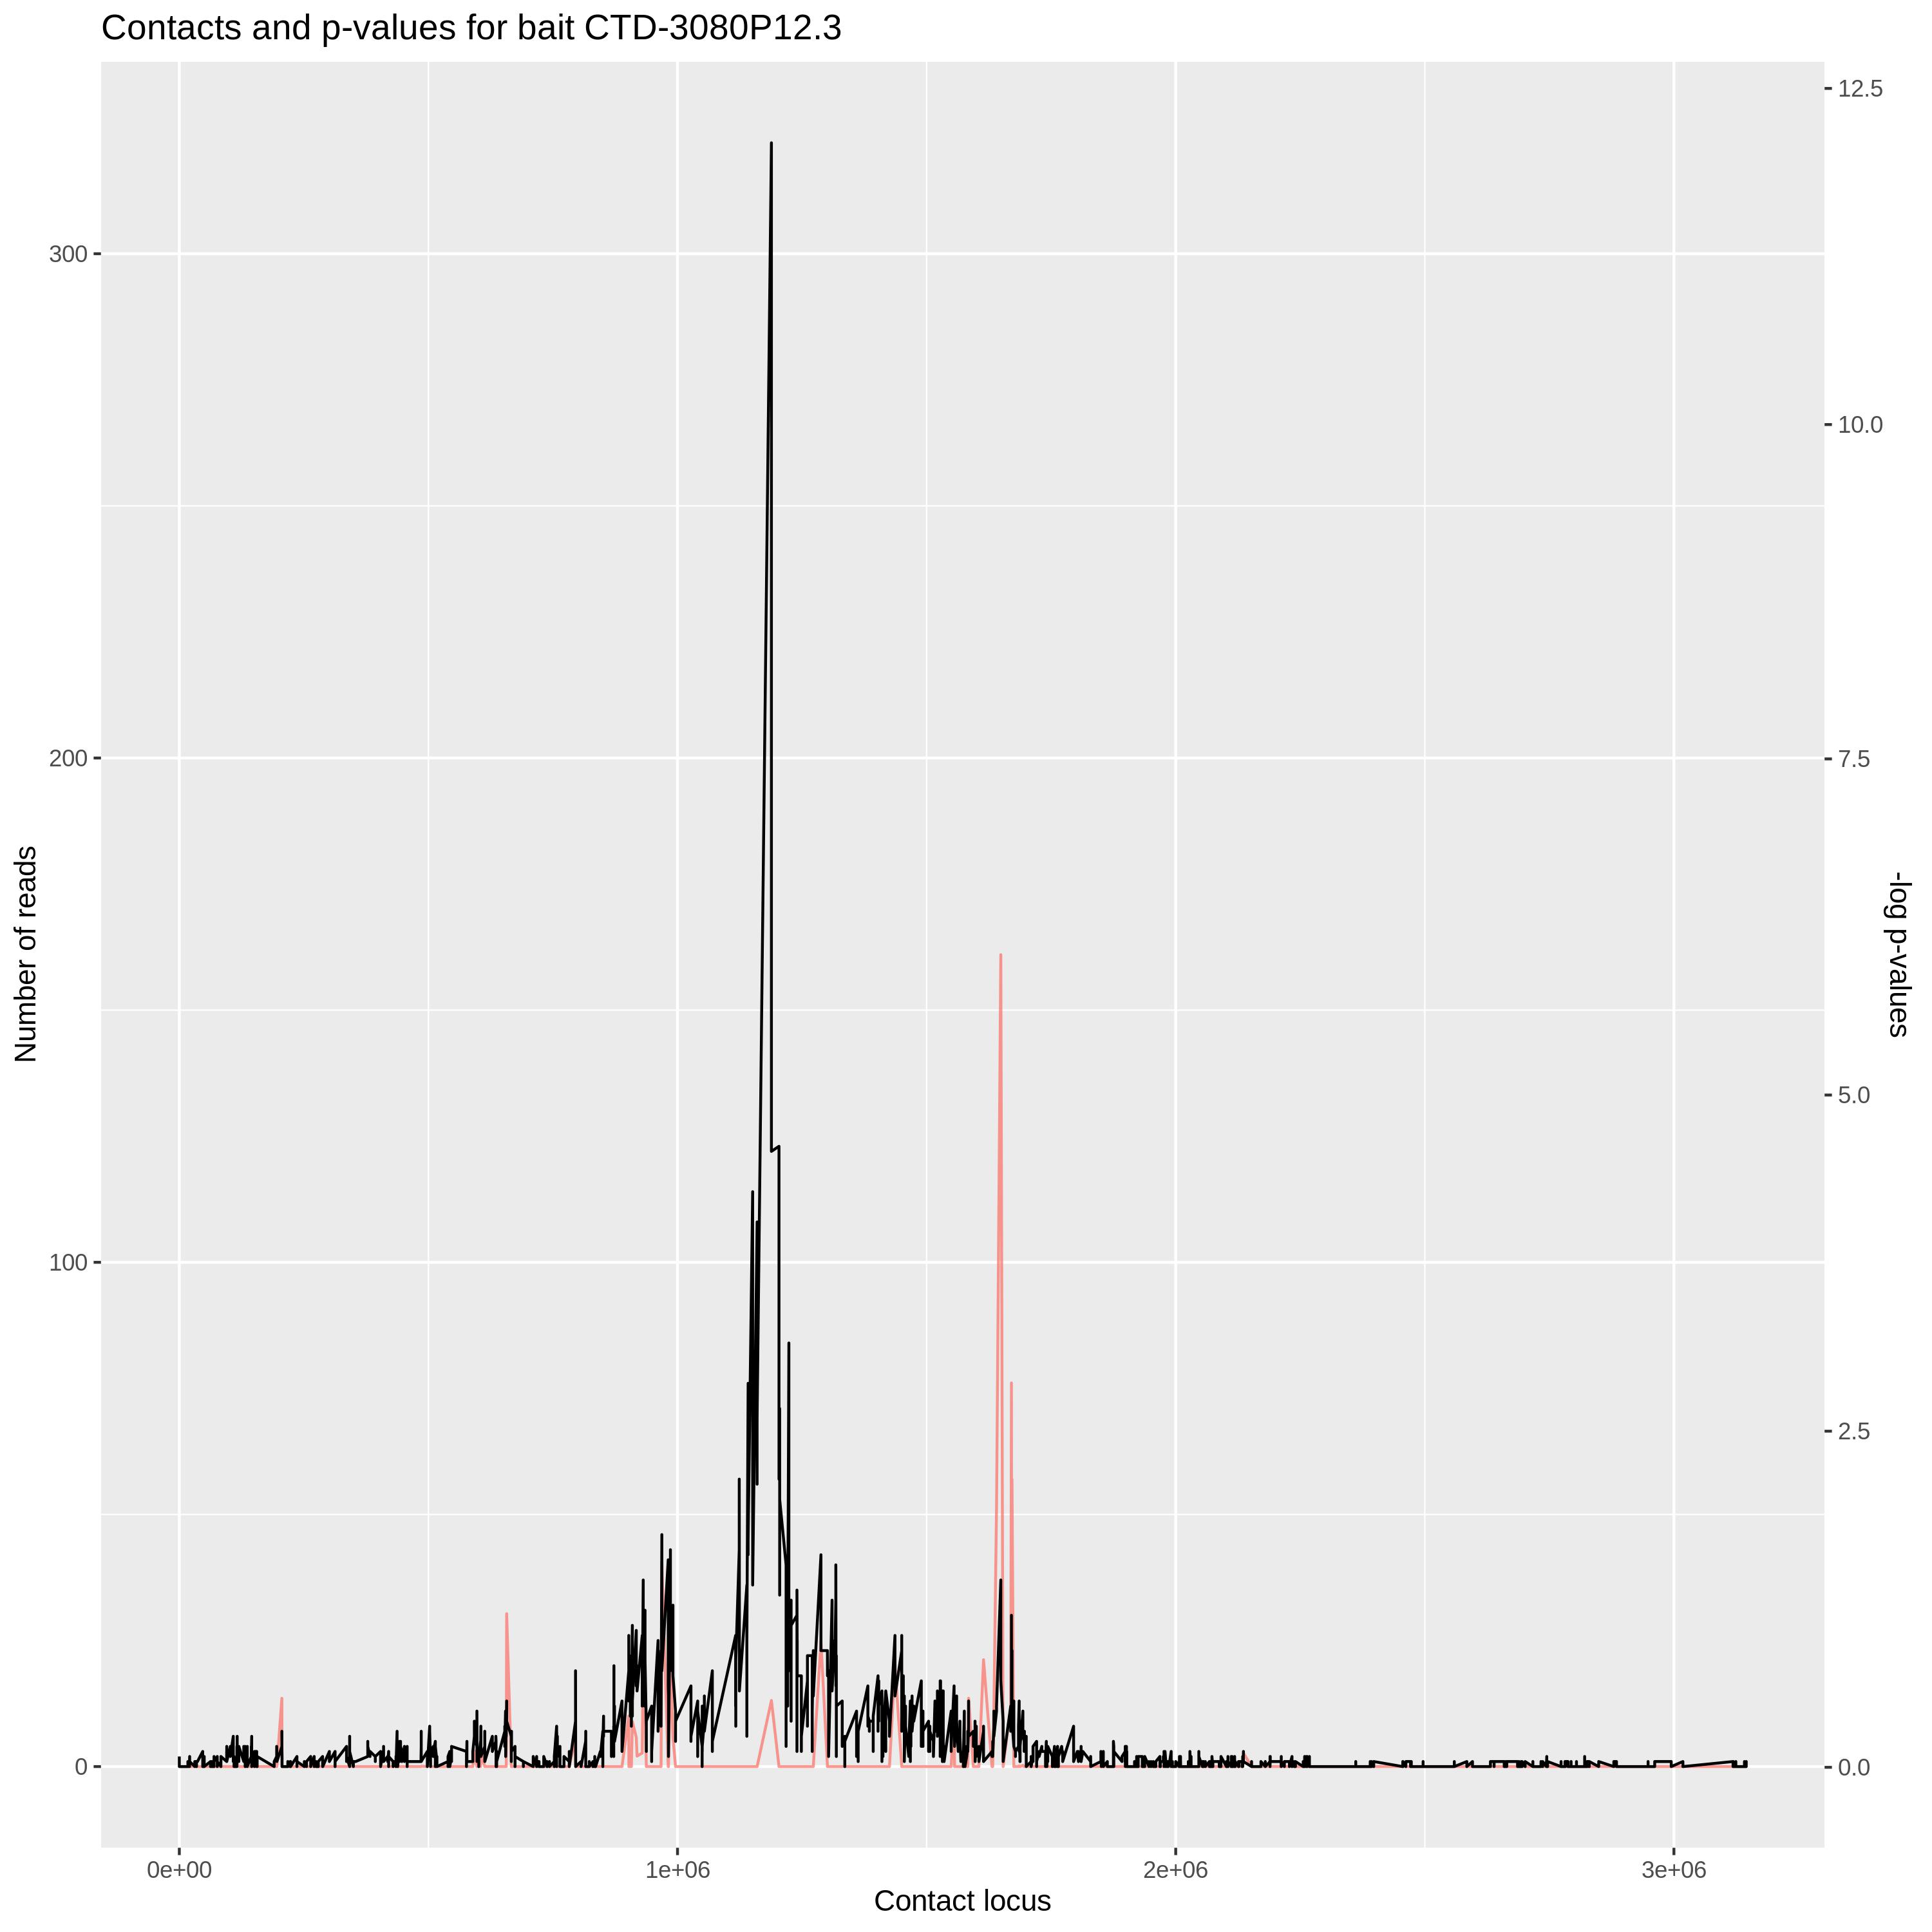 Contacts and p-values for bait CTD-3080P12.3
Number of reads
300
200
100
0
12.5
10.0
7.5
5.0
2.5
0.0
-log p-values
0e+00
1e+06
2e+06
3e+06
Contact locus